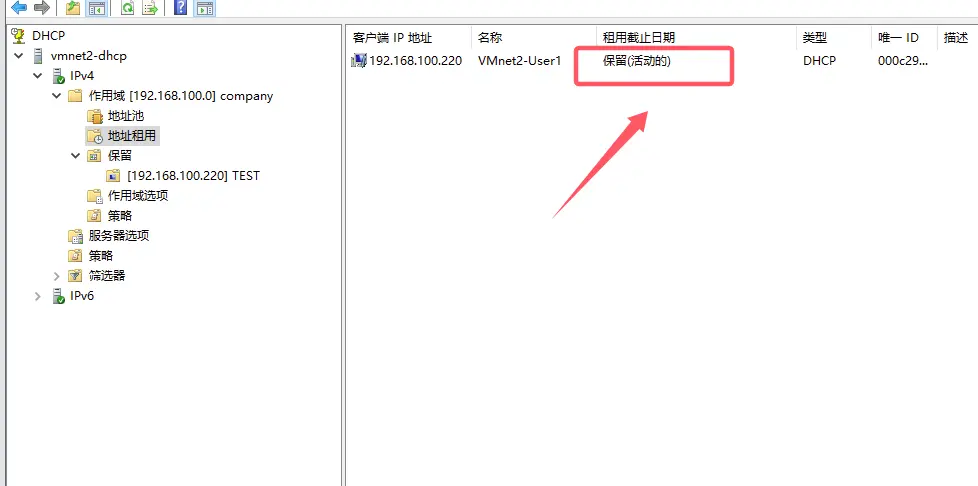 DHCP
vmnet2-dhcp
IPv4
作用域 [192.168.100.0] company
地址池
地址租用
保留
[192.168.100.220] TEST
作用域选项
策略
服务器选项
策略
筛选器
IPv6
客户端 IP 地址 名称 租用截止日期 类型 唯一 ID 描述
192.168.100.220 VMnet2-User1 保留(活动的) DHCP 000c29...